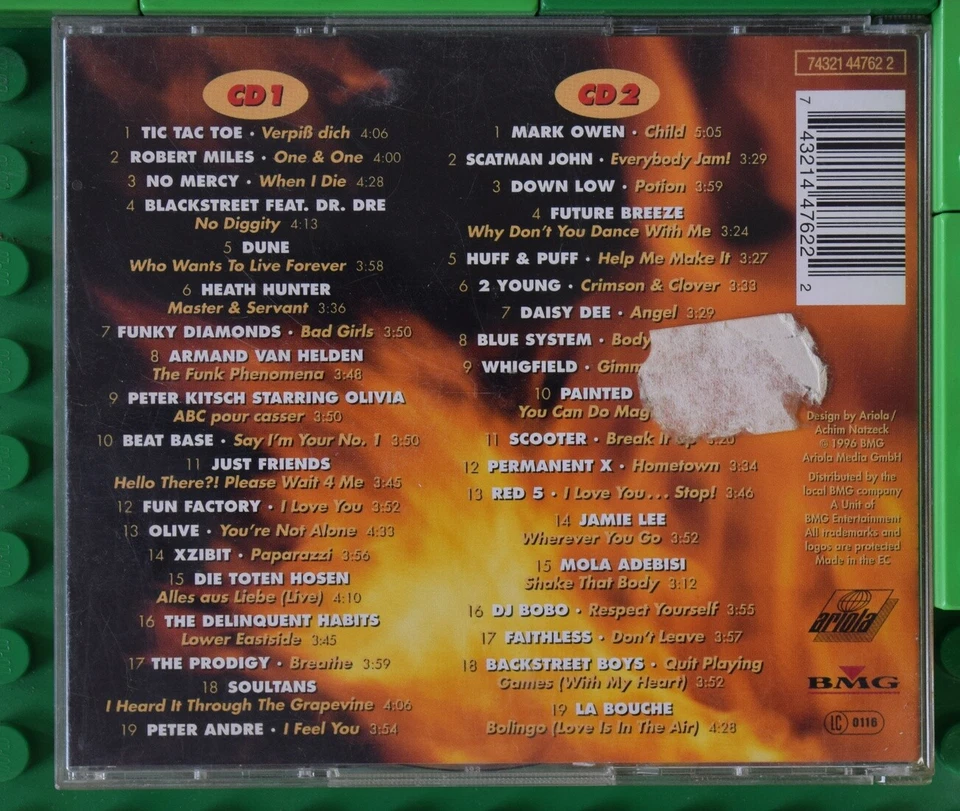 CD 1
1 TIC TAC TOE • Verpiß dich 4:06
2 ROBERT MILES • One & One 4:00
3 NO MERCY • When I Die 4:28
4 BLACKSTREET FEAT. DR. DRE
No Diggity 4:13
5 DUNE
Who Wants To Live Forever 3:58
6 HEATH HUNTER
Master & Servant 3:36
7 FUNKY DIAMONDS • Bad Girls 3:50
8 ARMAND VAN HELDEN
The Funk Phenomena 3:48
9 PETER KITSCH STARRING OLIVIA
ABC pour casser 3:50
10 BEAT BASE • Say I'm Your No. 1 3:50
11 JUST FRIENDS
Hello There?! Please Wait 4 Me 3:45
12 FUN FACTORY • I Love You 3:52
13 OLIVE • You're Not Alone 4:33
14 XZIBIT • Paparazzi 3:56
15 DIE TOTEN HOSEN
Alles aus Liebe (Live) 4:10
16 THE DELINQUENT HABITS
Lower Eastside 3:45
17 THE PRODIGY • Breathe 3:59
18 SOULTANS
I Heard It Through The Grapevine 4:06
19 PETER ANDRE • I Feel You 3:54
CD 2
1 MARK OWEN • Child 5:05
2 SCATMAN JOHN • Everybody Jam! 3:29
3 DOWN LOW • Potion 3:59
4 FUTURE BREEZE
Why Don't You Dance With Me 3:24
5 HUFF & PUFF • Help Me Make It 3:27
6 2 YOUNG • Crimson & Clover 3:33
7 DAISY DEE • Angel 3:29
8 BLUE SYSTEM • Body
9 WHIGFIELD • Gimm
10 PAINTED
You Can Do Mag
11 SCOOTER • Break It
12 PERMANENT X • Hometown 3:34
13 RED 5 • I Love You ... Stop! 3:46
14 JAMIE LEE
Wherever You Go 3:52
15 MOLA ADEBISI
Shake That Body 3:12
16 DJ BOBO • Respect Yourself 3:55
17 FAITHLESS • Don't Leave 3:57
18 BACKSTREET BOYS • Quit Playing
Games (With My Heart) 3:52
19 LA BOUCHE
Bolingo (Love Is In The Air) 4:28
74321 44762 2
7 43214 47622 2
Design by Ariola/
Achim Natzeck
© 1996 BMG
Ariola Media GmbH
Distributed by the
local BMG company
A Unit of
BMG Entertainment
All trademarks and
logos are protected
Made in the EC
ariola
BMG
LC 0116